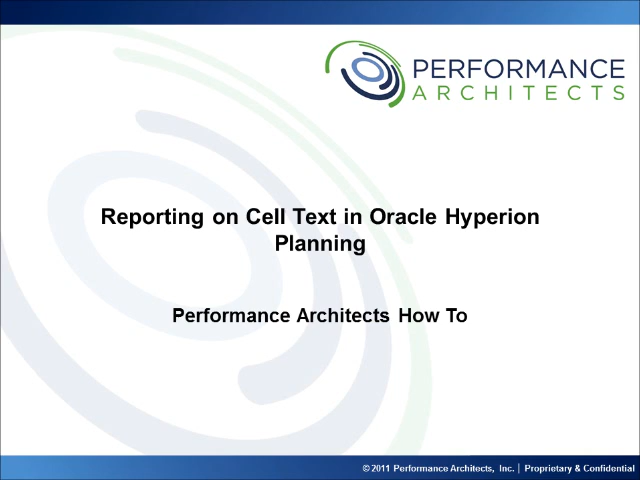 PERFORMANCE
ARCHITECTS
Reporting on Cell Text in Oracle Hyperion
Planning
Performance Architects How To
© 2011 Performance Architects, Inc. | Proprietary & Confidential